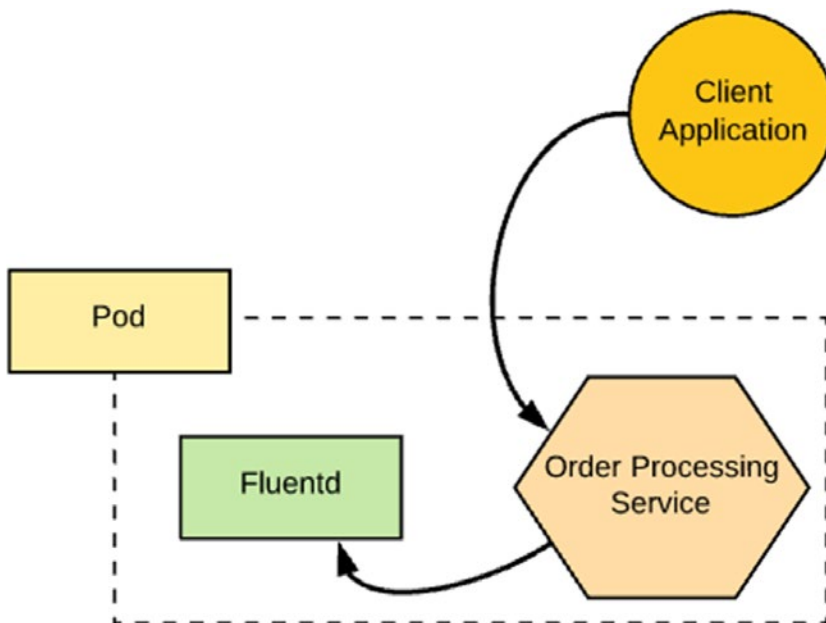 Client
Application
Pod
Fluentd
Order Processing
Service